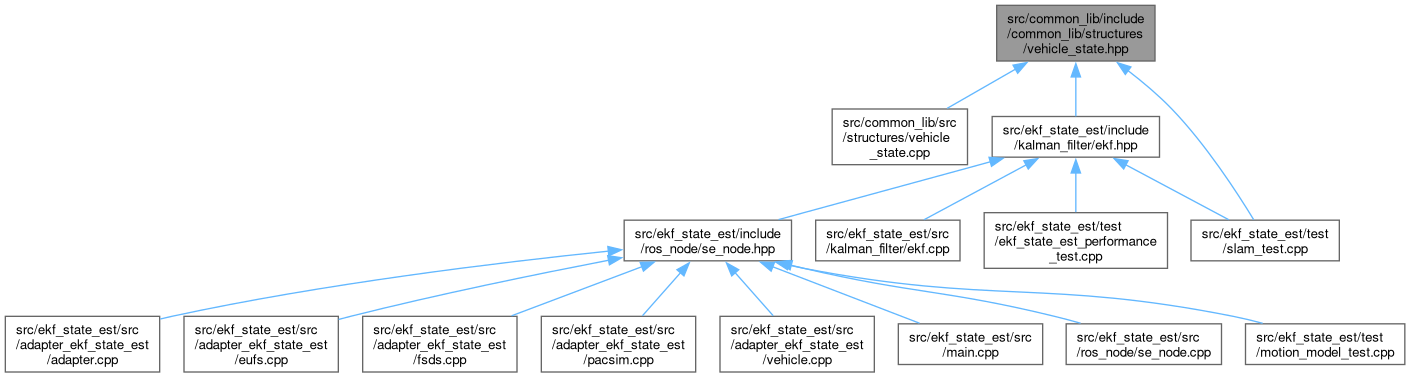 src/common_lib/include
/common_lib/structures
/vehicle_state.hpp
src/common_lib/src
/structures/vehicle
_state.cpp
src/ekf_state_est/include
/kalman_filter/ekf.hpp
src/ekf_state_est/include
/ros_node/se_node.hpp
src/ekf_state_est/src
/kalman_filter/ekf.cpp
src/ekf_state_est/test
/ekf_state_est_performance
_test.cpp
src/ekf_state_est/test
/slam_test.cpp
src/ekf_state_est/src
/adapter_ekf_state_est
/adapter.cpp
src/ekf_state_est/src
/adapter_ekf_state_est
/eufs.cpp
src/ekf_state_est/src
/adapter_ekf_state_est
/fsds.cpp
src/ekf_state_est/src
/adapter_ekf_state_est
/pacsim.cpp
src/ekf_state_est/src
/adapter_ekf_state_est
/vehicle.cpp
src/ekf_state_est/src
/main.cpp
src/ekf_state_est/src
/ros_node/se_node.cpp
src/ekf_state_est/test
/motion_model_test.cpp